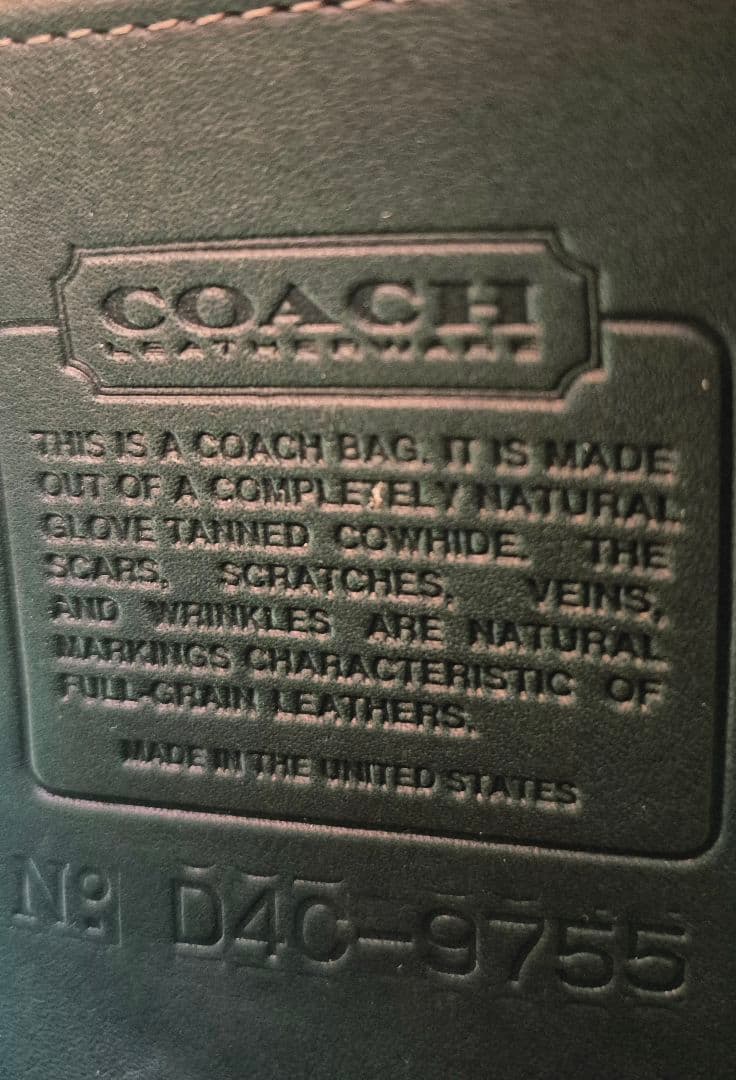 COACH
LEATHERWARE
THIS IS A COACH BAG. IT IS MADE
OUT OF A COMPLETELY NATURAL
GLOVE TANNED COWHIDE. THE
SCARS, SCRATCHES, VEINS,
AND WRINKLES ARE NATURAL
MARKINGS CHARACTERISTIC OF
FULL-GRAIN LEATHERS.
MADE IN THE UNITED STATES
No: D4C-9755